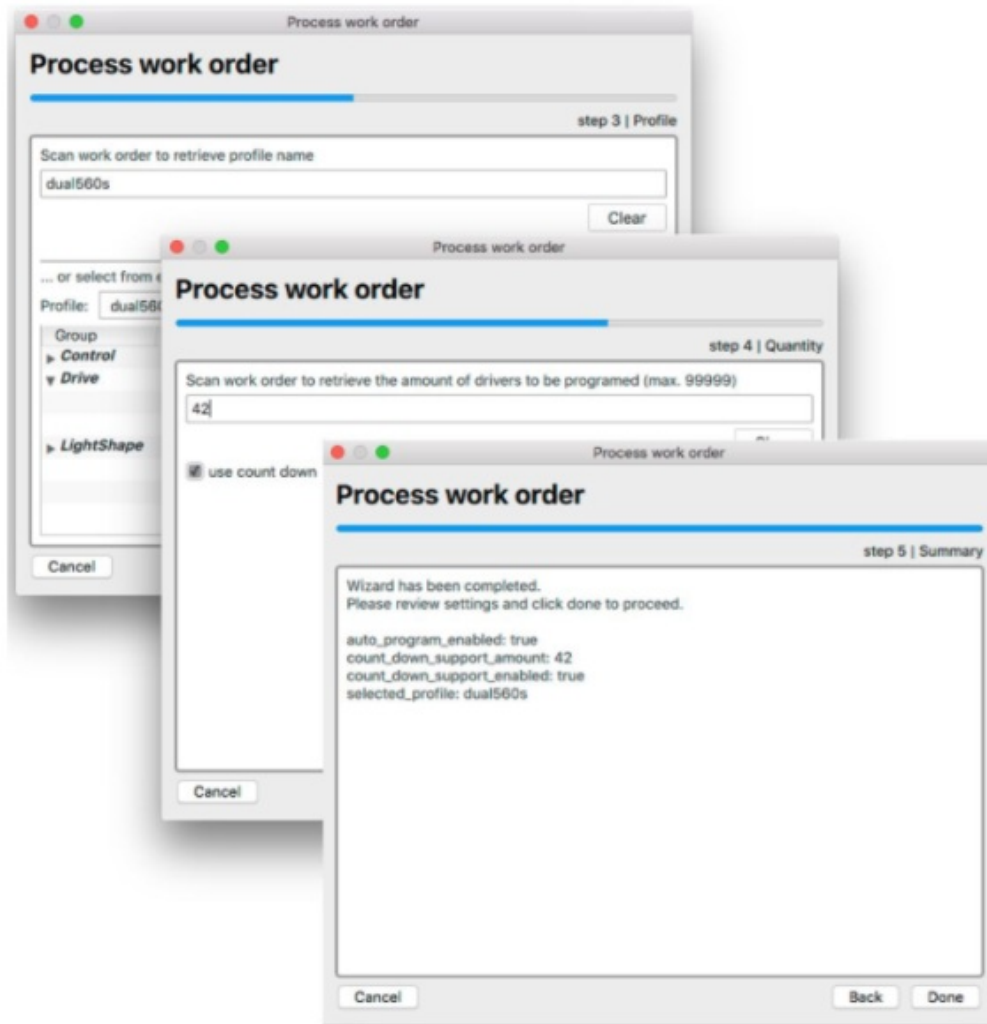 Process work order
Process work order
step 3 | Profile
Scan work order to retrieve profile name
dual560s
Clear
... or select from
Profile:
Group
Control
Drive
LightShape
Cancel
Process work order
Process work order
step 4 | Quantity
Scan work order to retrieve the amount of drivers to be programed (max. 99999)
42
use count down
Cancel
Process work order
Process work order
step 5 | Summary
Wizard has been completed.
Please review settings and click done to proceed.
auto_program_enabled: true
count_down_support_amount: 42
count_down_support_enabled: true
selected_profile: dual560s
Cancel
Back
Done